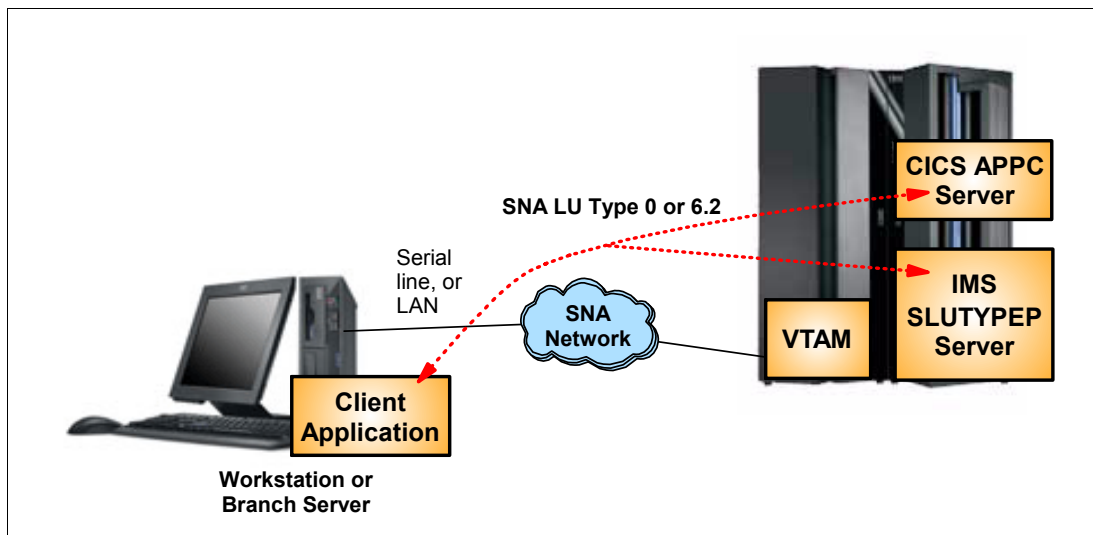 CICS APPC
Server
SNA LU Type 0 or 6.2
Serial
line, or
LAN
SNA
Network
VTAM
IMS
SLUTYPEP
Server
Client
Application
Workstation or
Branch Server